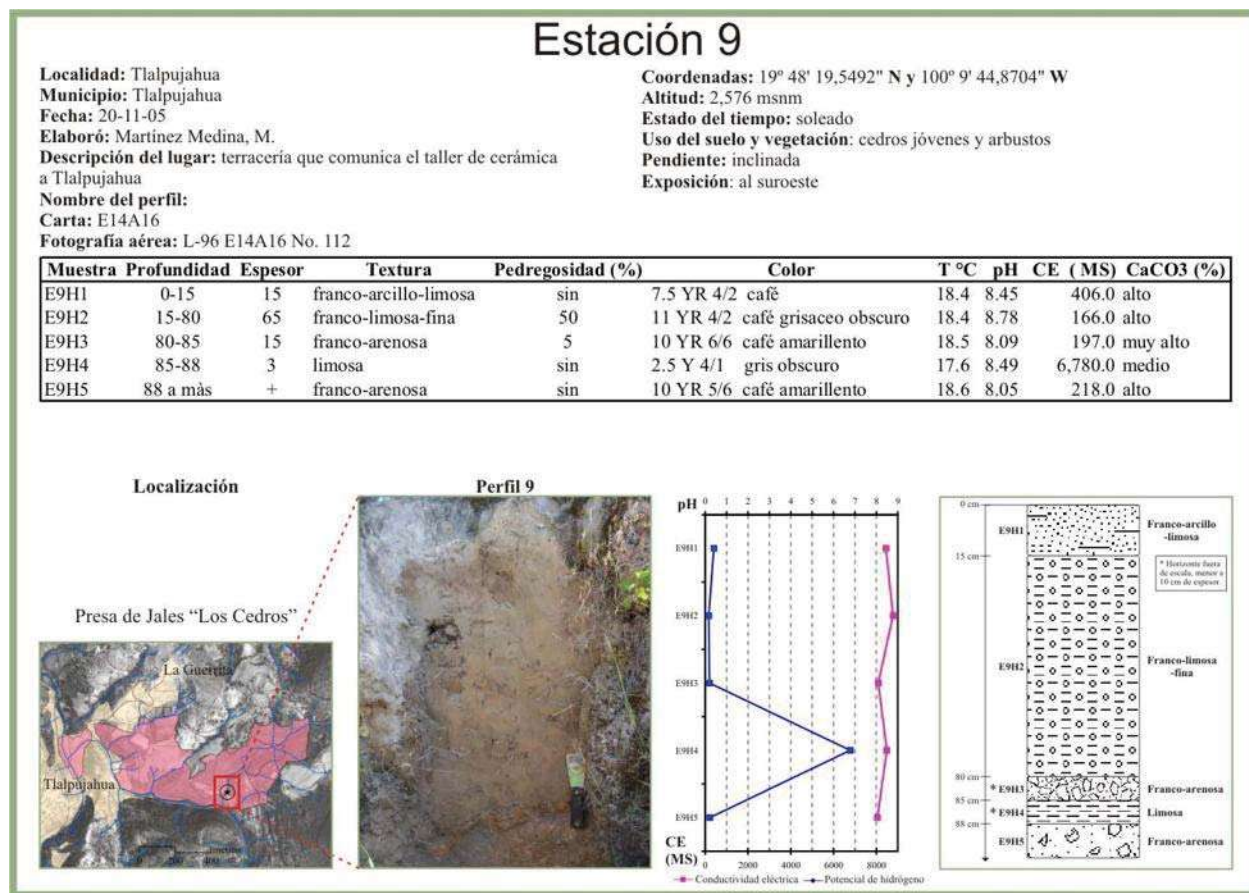 Estación 9
Localidad: Tlalpujahua
Municipio: Tlalpujahua
Fecha: 20-11-05
Elaboró: Martínez Medina, M.
Descripción del lugar: terracería que comunica el taller de cerámica
a Tlalpujahua
Nombre del perfil:
Carta: E14A16
Fotografía aérea: L-96 E14A16 No. 112
Coordenadas: 19º 48' 19,5492" N y 100º 9' 44,8704" W
Altitud: 2,576 msnm
Estado del tiempo: soleado
Uso del suelo y vegetación: cedros jóvenes y arbustos
Pendiente: inclinada
Exposición: al suroeste
Muestra Profundidad Espesor Textura Pedregosidad (%) Color T °C pH CE ( MS) CaCO3 (%)
E9H1 0-15 15 franco-arcillo-limosa sin 7.5 YR 4/2 café 18.4 8.45 406.0 alto
E9H2 15-80 65 franco-limosa-fina 50 11 YR 4/2 café grisaceo obscuro 18.4 8.78 166.0 alto
E9H3 80-85 15 franco-arenosa 5 10 YR 6/6 café amarillento 18.5 8.09 197.0 muy alto
E9H4 85-88 3 limosa sin 2.5 Y 4/1 gris obscuro 17.6 8.49 6,780.0 medio
E9H5 88 a màs + franco-arenosa sin 10 YR 5/6 café amarillento 18.6 8.05 218.0 alto
Localización
Presa de Jales “Los Cedros”
La Guerrita
Tlalpujahua
0 200 400
Perfil 9
pH 0 1 2 3 4 5 6 7 8 9
E9H1
E9H2
E9H3
E9H4
E9H5
CE
(MS) 0 2000 4000 6000 8000
Conductividad eléctrica Potencial de hidrógeno
0 cm
E9H1 Franco-arcillo
-limosa
15 cm
* Horizonte fuera
de escala, menor a
10 cm de espesor
E9H2 Franco-limosa
-fina
80 cm
* E9H3 Franco-arenosa
85 cm
* E9H4 Limosa
88 cm
E9H5 Franco-arenosa